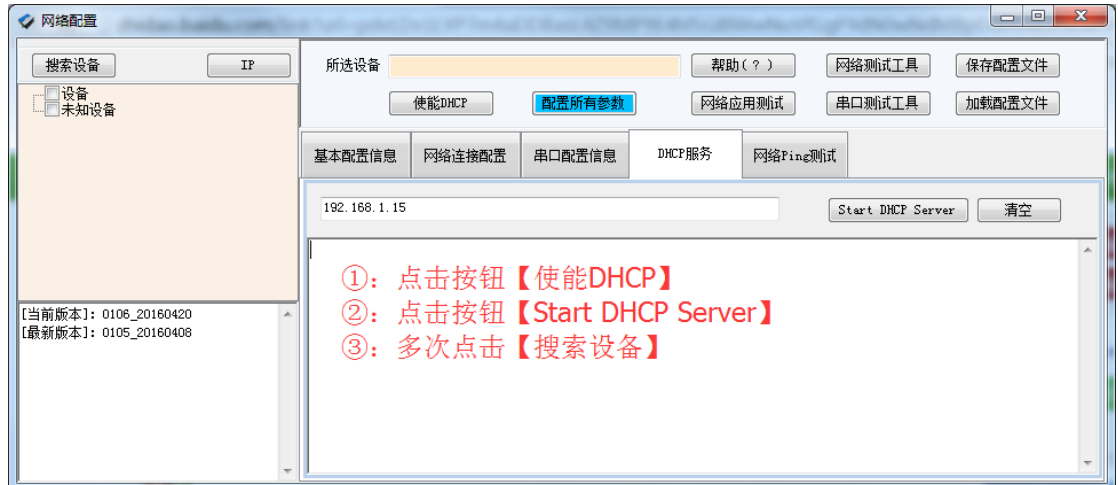 网络配置
搜索设备
IP
设备
未知设备
[当前版本]: 0106_20160420
[最新版本]: 0105_20160408
所选设备
帮助(?)
网络测试工具
保存配置文件
使能DHCP
配置所有参数
网络应用测试
串口测试工具
加载配置文件
基本配置信息
网络连接配置
串口配置信息
DHCP服务
网络Ping测试
192.168.1.15
Start DHCP Server
清空
①：点击按钮【使能DHCP】
②：点击按钮【Start DHCP Server】
③：多次点击【搜索设备】